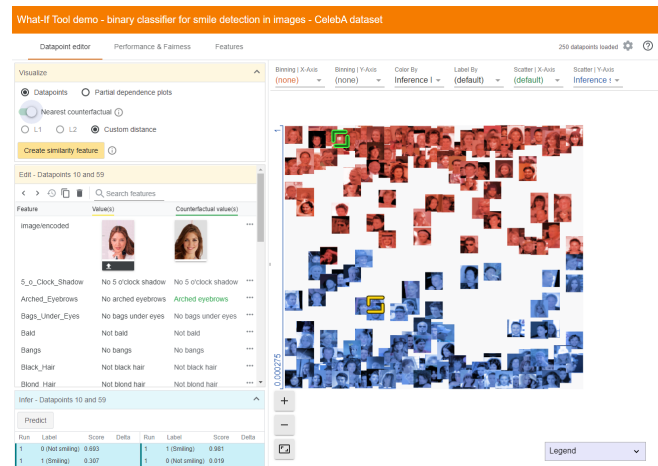 What-If Tool demo - binary classifier for smile detection in images - CelebA dataset
Datapoint editor Performance & Fairness Features
250 datapoints loaded
Visualize
Datapoints Partial dependence plots
Nearest counterfactual
L1 L2 Custom distance
Create similarity feature
Binning | X-Axis Binning | Y-Axis Color By Label By Scatter | X-Axis Scatter | Y-Axis
(none) (none) Inference l (default) (default) Inference s
Edit - Datapoints 10 and 59
Search features
Feature Value(s) Counterfactual value(s)
image/encoded
5_o_Clock_Shadow No 5 o'clock shadow No 5 o'clock shadow
Arched_Eyebrows No arched eyebrows Arched eyebrows
Bags_Under_Eyes No bags under eyes No bags under eyes
Bald Not bald Not bald
Bangs No bangs No bangs
Black_Hair Not black hair Not black hair
Blond_Hair Not blond hair Not blond hair
Infer - Datapoints 10 and 59
Predict
Run Label Score Delta Run Label Score Delta
1 0 (Not smiling) 0.693 1 1 (Smiling) 0.981
1 1 (Smiling) 0.307 1 0 (Not smiling) 0.019
1
0.000275
Legend